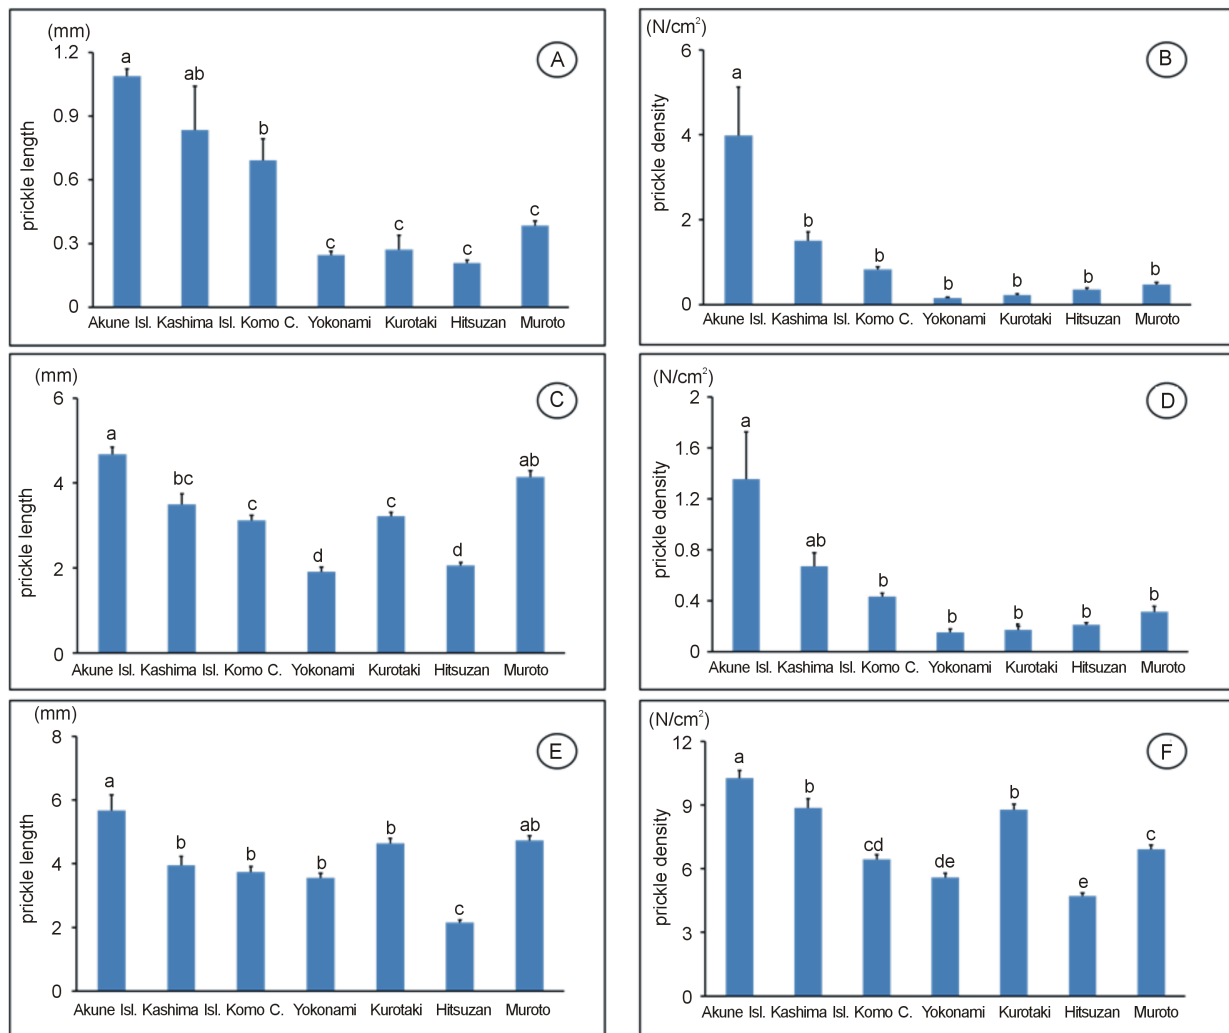 (mm)
A
1.2
0.9
0.6
0.3
0
prickle length
a
ab
b
c
c
c
c
Akune Isl. Kashima Isl. Komo C. Yokonami Kurotaki Hitsuzan Muroto
(N/cm²)
B
6
4
2
0
prickle density
a
b
b
b
b
b
b
Akune Isl. Kashima Isl. Komo C. Yokonami Kurotaki Hitsuzan Muroto
(mm)
C
6
4
2
0
prickle length
a
bc
c
d
c
d
ab
Akune Isl. Kashima Isl. Komo C. Yokonami Kurotaki Hitsuzan Muroto
(N/cm²)
D
2
1.6
1.2
0.8
0.4
0
prickle density
a
ab
b
b
b
b
b
Akune Isl. Kashima Isl. Komo C. Yokonami Kurotaki Hitsuzan Muroto
(mm)
E
8
6
4
2
0
prickle length
a
b
b
b
b
c
ab
Akune Isl. Kashima Isl. Komo C. Yokonami Kurotaki Hitsuzan Muroto
(N/cm²)
F
12
9
6
3
0
prickle density
a
b
cd
de
b
e
c
Akune Isl. Kashima Isl. Komo C. Yokonami Kurotaki Hitsuzan Muroto